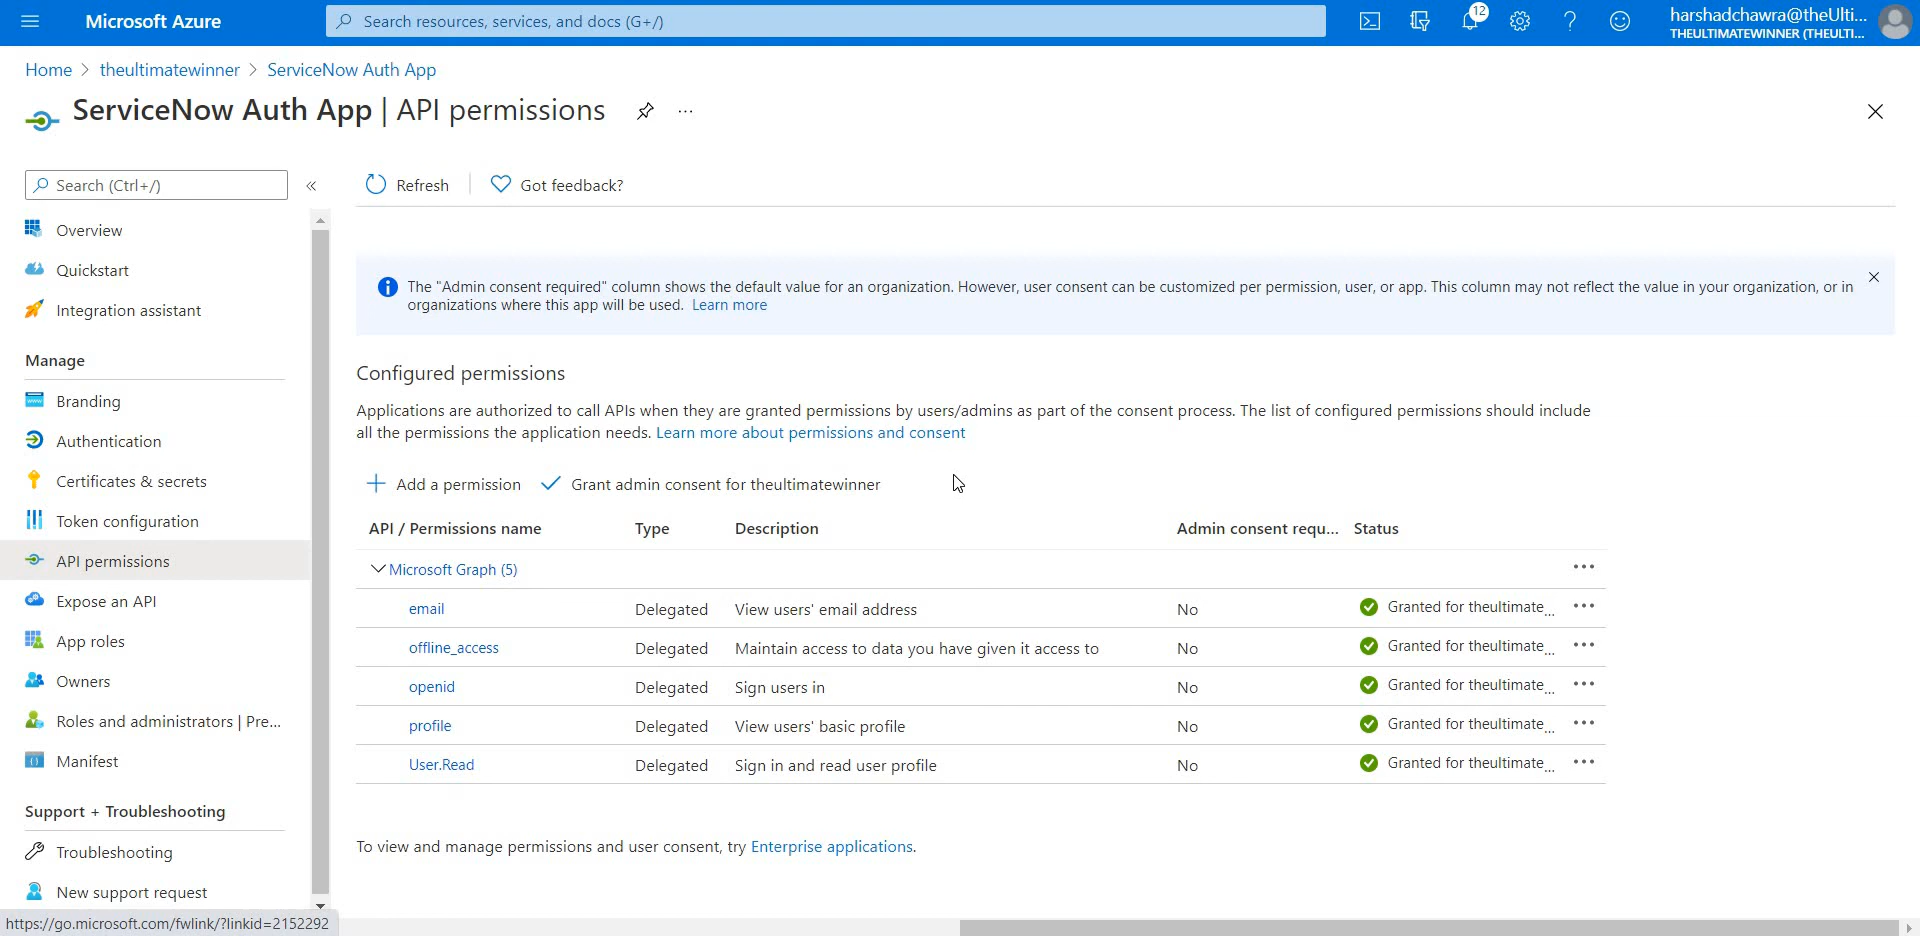 Microsoft Azure
Search resources, services, and docs (G+/)
12
harshadchawra@theUlti...
THEULTIMATEWINNER (THEULTI...
Home > theultimatewinner > ServiceNow Auth App
ServiceNow Auth App | API permissions
...
Search (Ctrl+/)
«
Refresh
Got feedback?
Overview
Quickstart
Integration assistant
Manage
Branding
Authentication
Certificates & secrets
Token configuration
API permissions
Expose an API
App roles
Owners
Roles and administrators | Pre...
Manifest
Support + Troubleshooting
Troubleshooting
New support request
https://go.microsoft.com/fwlink/?linkid=2152292
The "Admin consent required" column shows the default value for an organization. However, user consent can be customized per permission, user, or app. This column may not reflect the value in your organization, or in
organizations where this app will be used. Learn more
Configured permissions
Applications are authorized to call APIs when they are granted permissions by users/admins as part of the consent process. The list of configured permissions should include
all the permissions the application needs. Learn more about permissions and consent
Add a permission
Grant admin consent for theultimatewinner
API / Permissions name Type Description Admin consent requ... Status
Microsoft Graph (5) ...
email Delegated View users' email address No Granted for theultimate... ...
offline_access Delegated Maintain access to data you have given it access to No Granted for theultimate... ...
openid Delegated Sign users in No Granted for theultimate... ...
profile Delegated View users' basic profile No Granted for theultimate... ...
User.Read Delegated Sign in and read user profile No Granted for theultimate... ...
To view and manage permissions and user consent, try Enterprise applications.